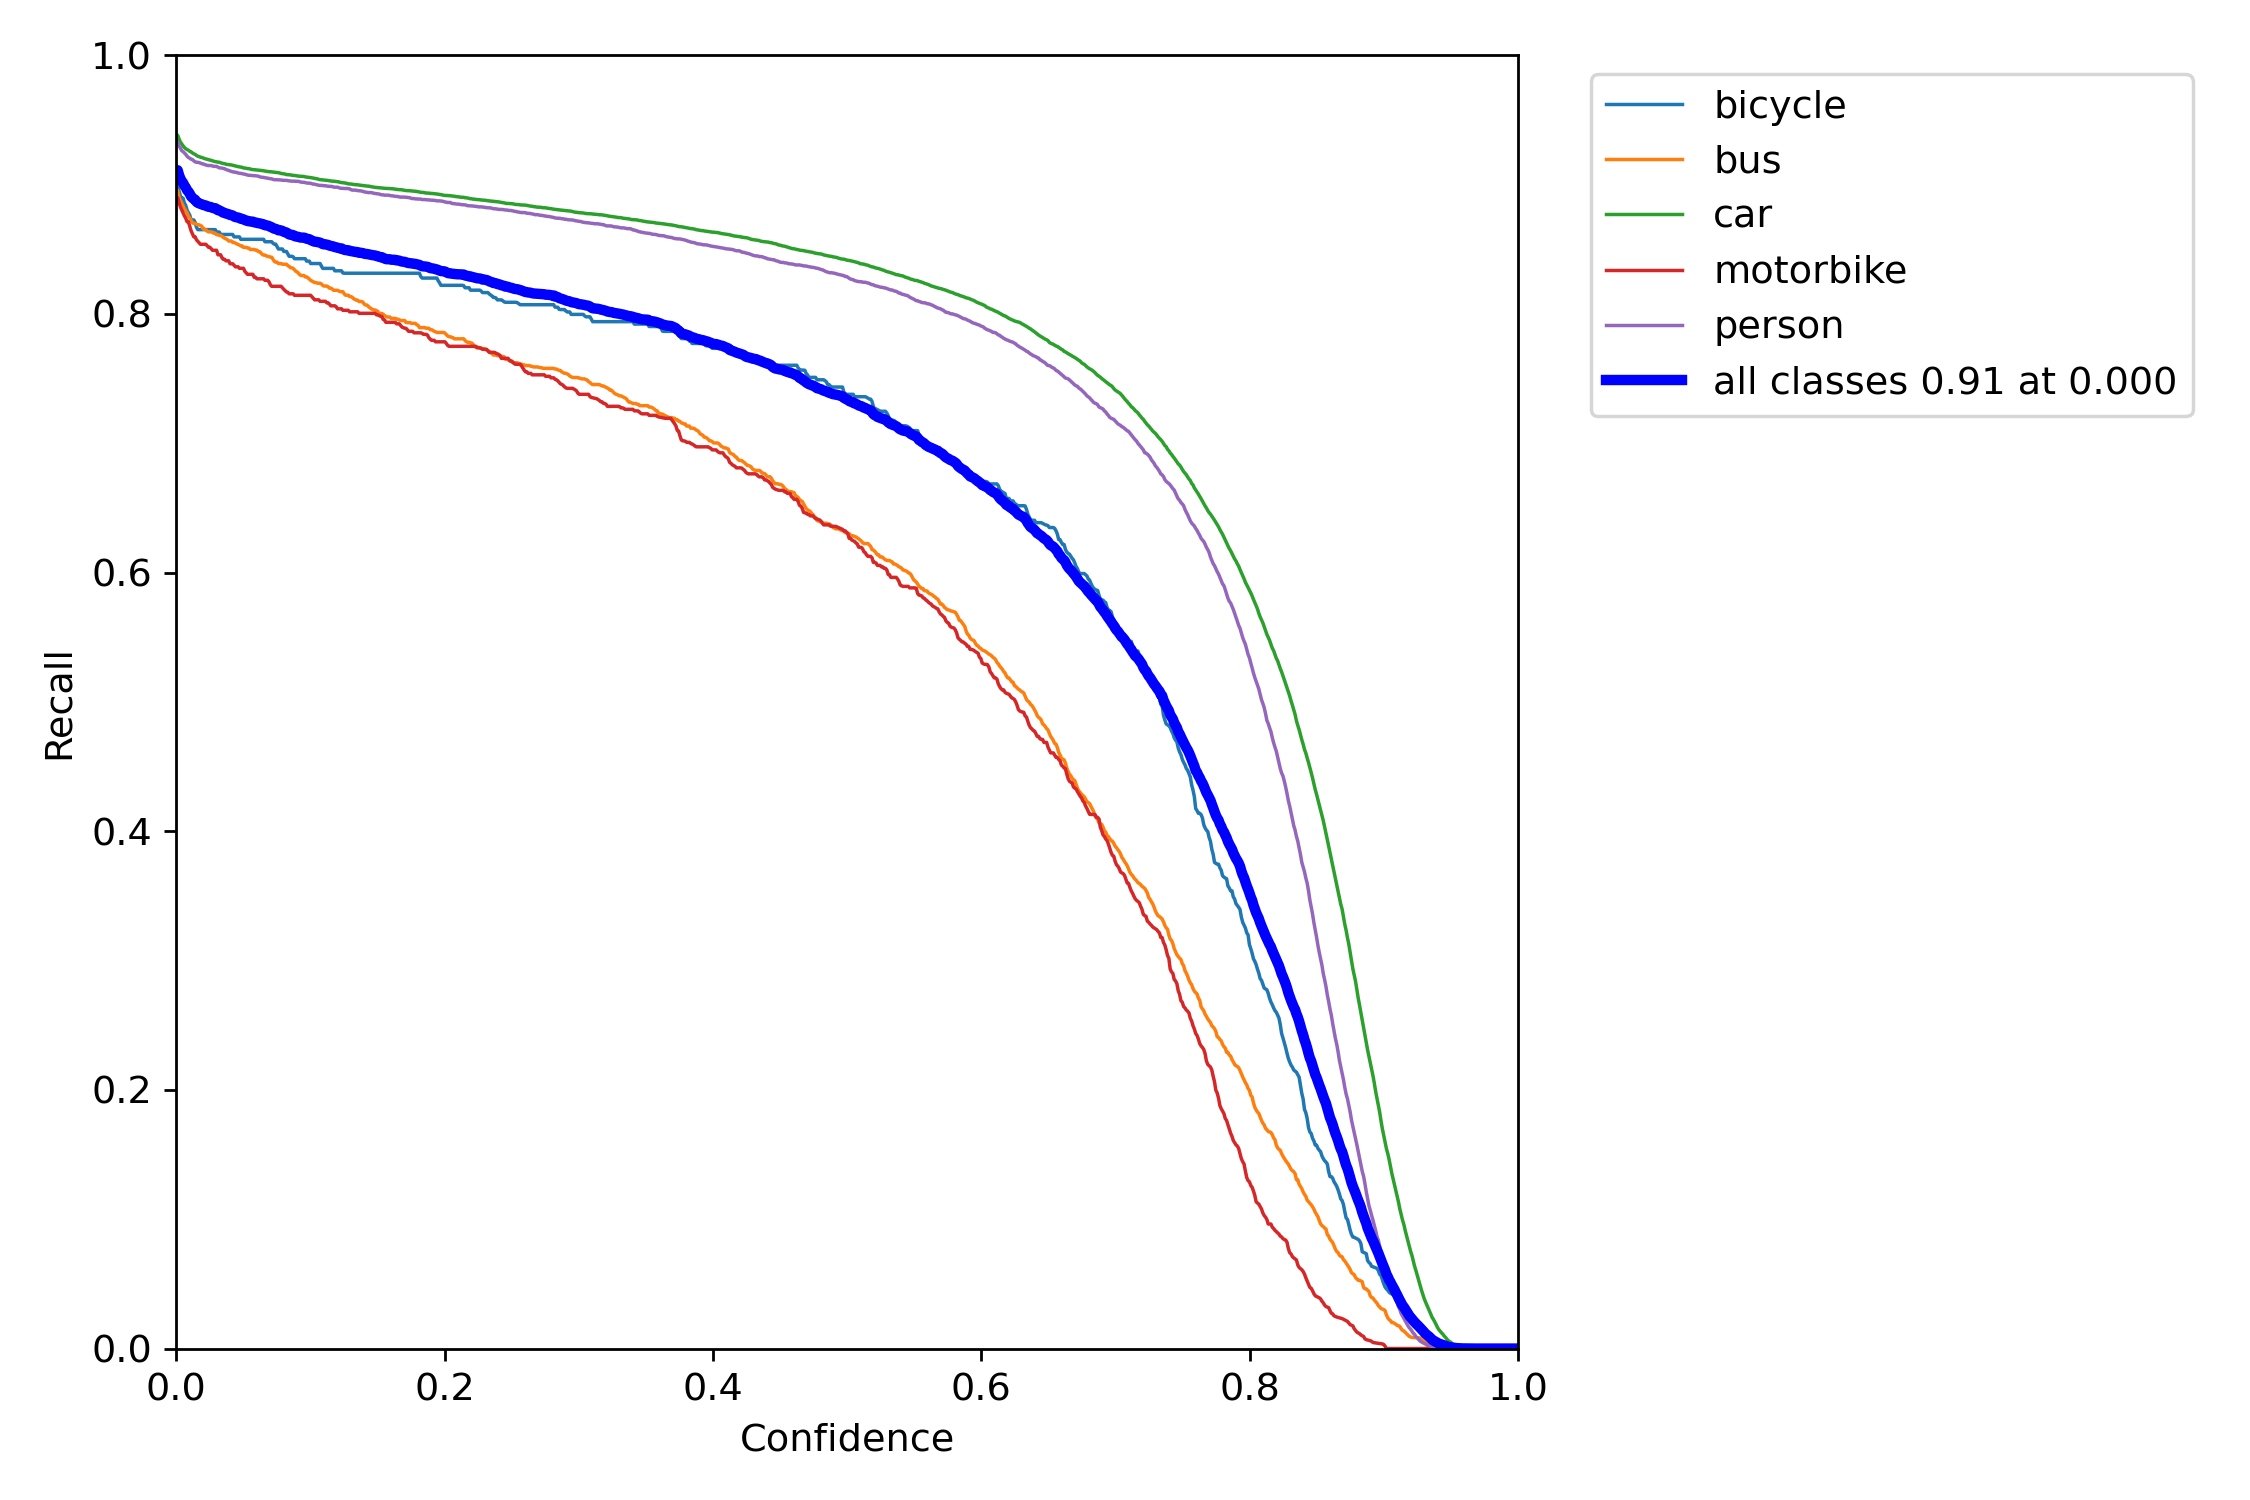 1.0
0.8
0.6
0.4
0.2
0.0
Recall
0.0 0.2 0.4 0.6 0.8 1.0
Confidence
bicycle
bus
car
motorbike
person
all classes 0.91 at 0.000